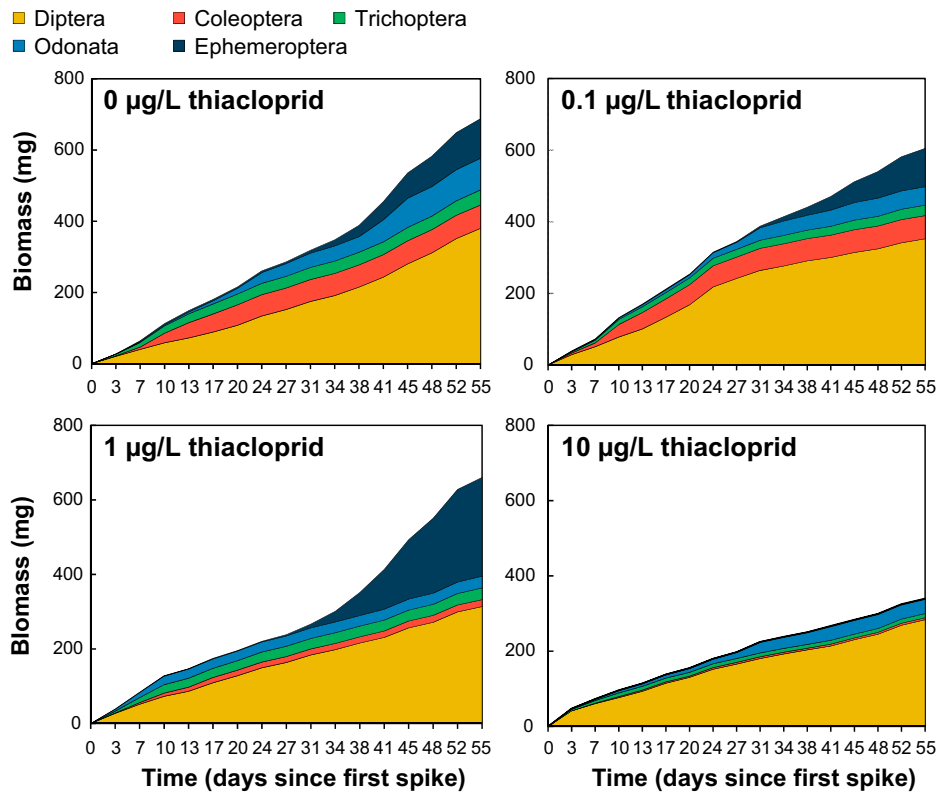 Diptera Coleoptera Trichoptera
Odonata Ephemeroptera
800
600
400
200
0
Biomass (mg)
0 µg/L thiacloprid
0 3 7 10 13 17 20 24 27 31 34 38 41 45 48 52 55
800
600
400
200
0
0.1 µg/L thiacloprid
0 3 7 10 13 17 20 24 27 31 34 38 41 45 48 52 55
800
600
400
200
0
Blomass (mg)
1 µg/L thiacloprid
0 3 7 10 13 17 20 24 27 31 34 38 41 45 48 52 55
Time (days since first spike)
800
600
400
200
0
10 µg/L thiacloprid
0 3 7 10 13 17 20 24 27 31 34 38 41 45 48 52 55
Time (days since first spike)